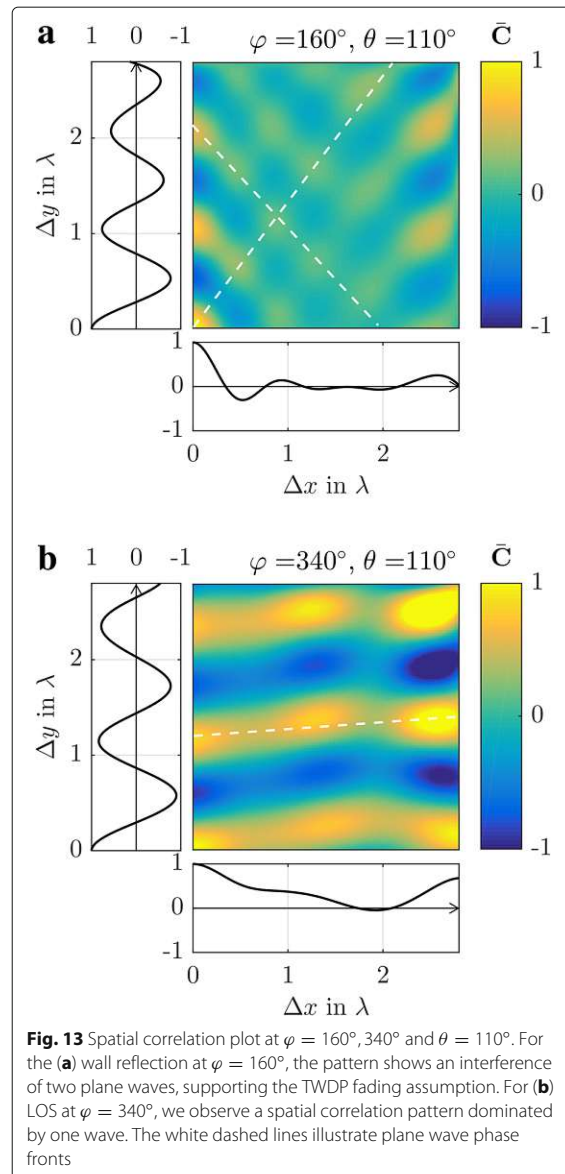 a
1 0 -1
φ =160°, θ =110°
C̄
2
1
0
Δy in λ
1
0
-1
1
0
-1
0 1 2
Δx in λ
b
1 0 -1
φ =340°, θ =110°
C̄
2
1
0
Δy in λ
1
0
-1
1
0
-1
0 1 2
Δx in λ
Fig. 13 Spatial correlation plot at φ = 160°, 340° and θ = 110°. For
the (a) wall reflection at φ = 160°, the pattern shows an interference
of two plane waves, supporting the TWDP fading assumption. For (b)
LOS at φ = 340°, we observe a spatial correlation pattern dominated
by one wave. The white dashed lines illustrate plane wave phase
fronts